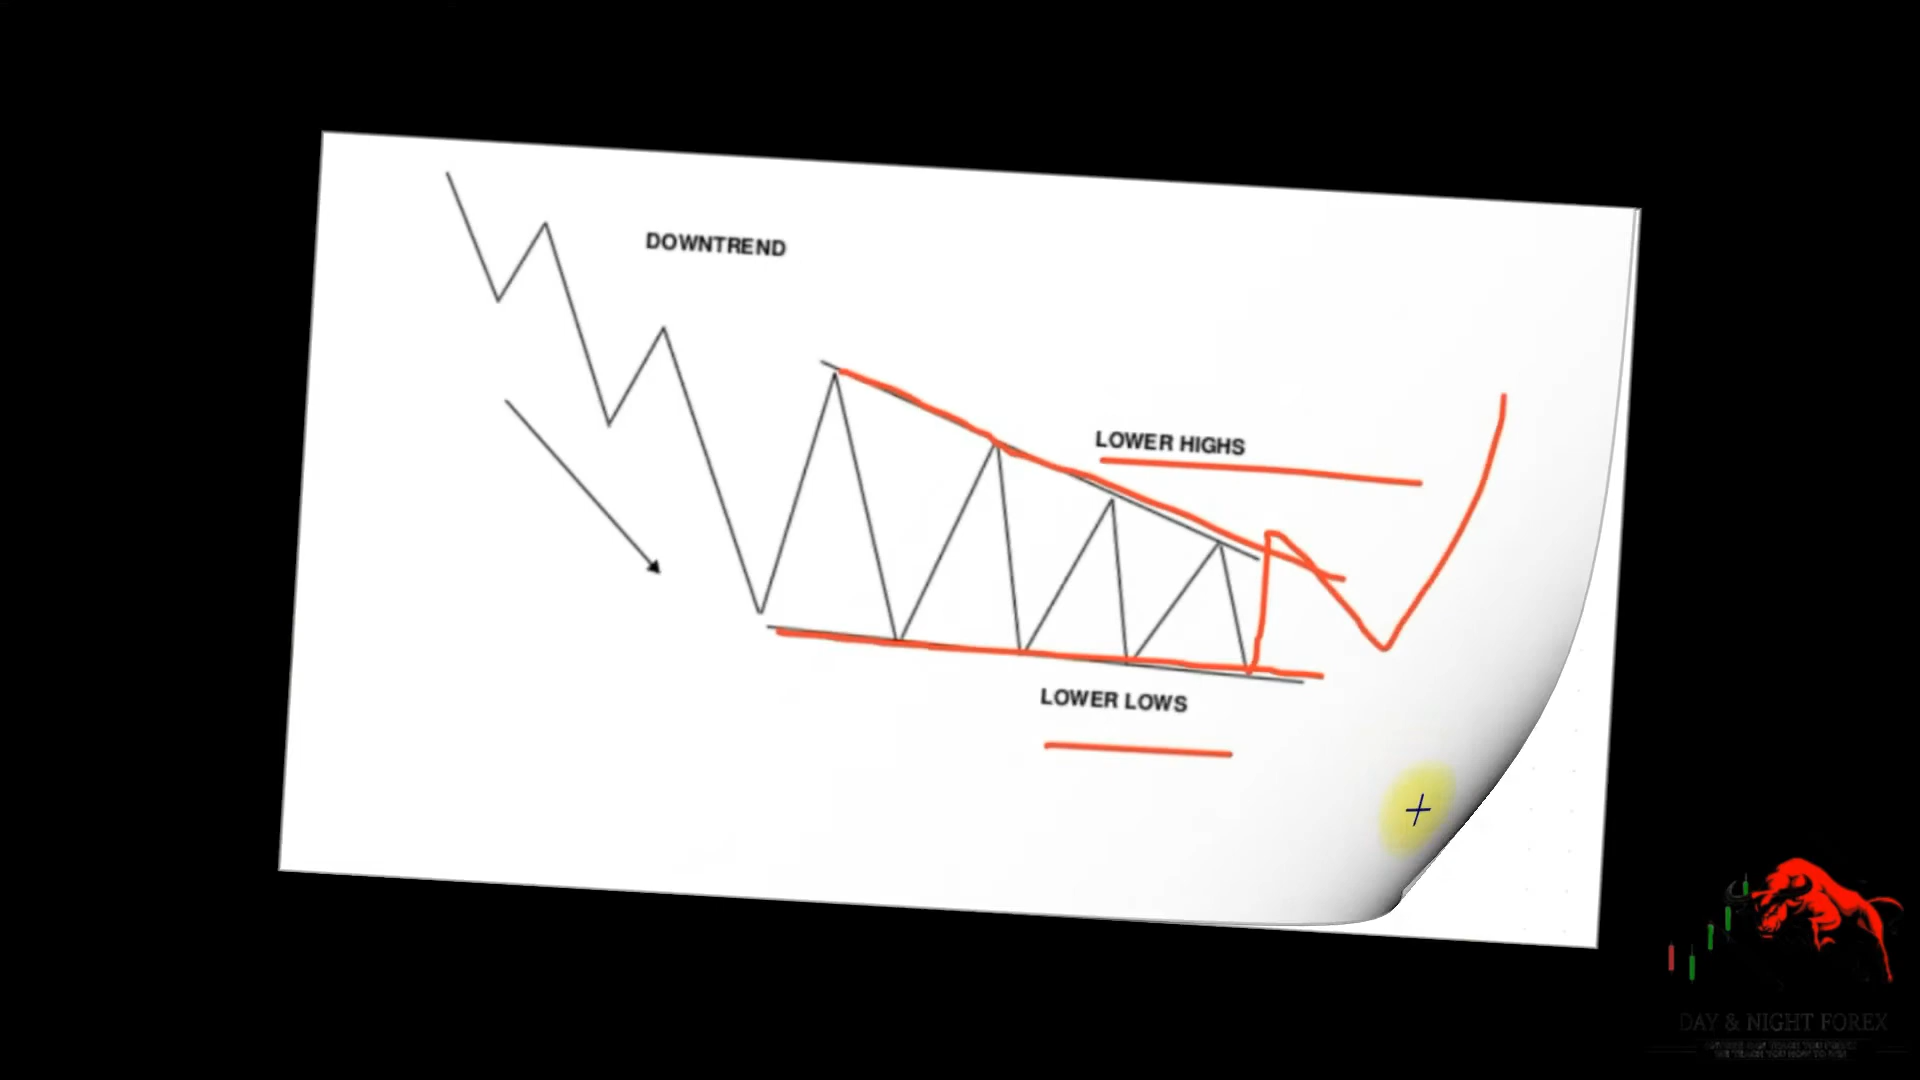 DOWNTREND
LOWER HIGHS
LOWER LOWS
DAY & NIGHT FOREX